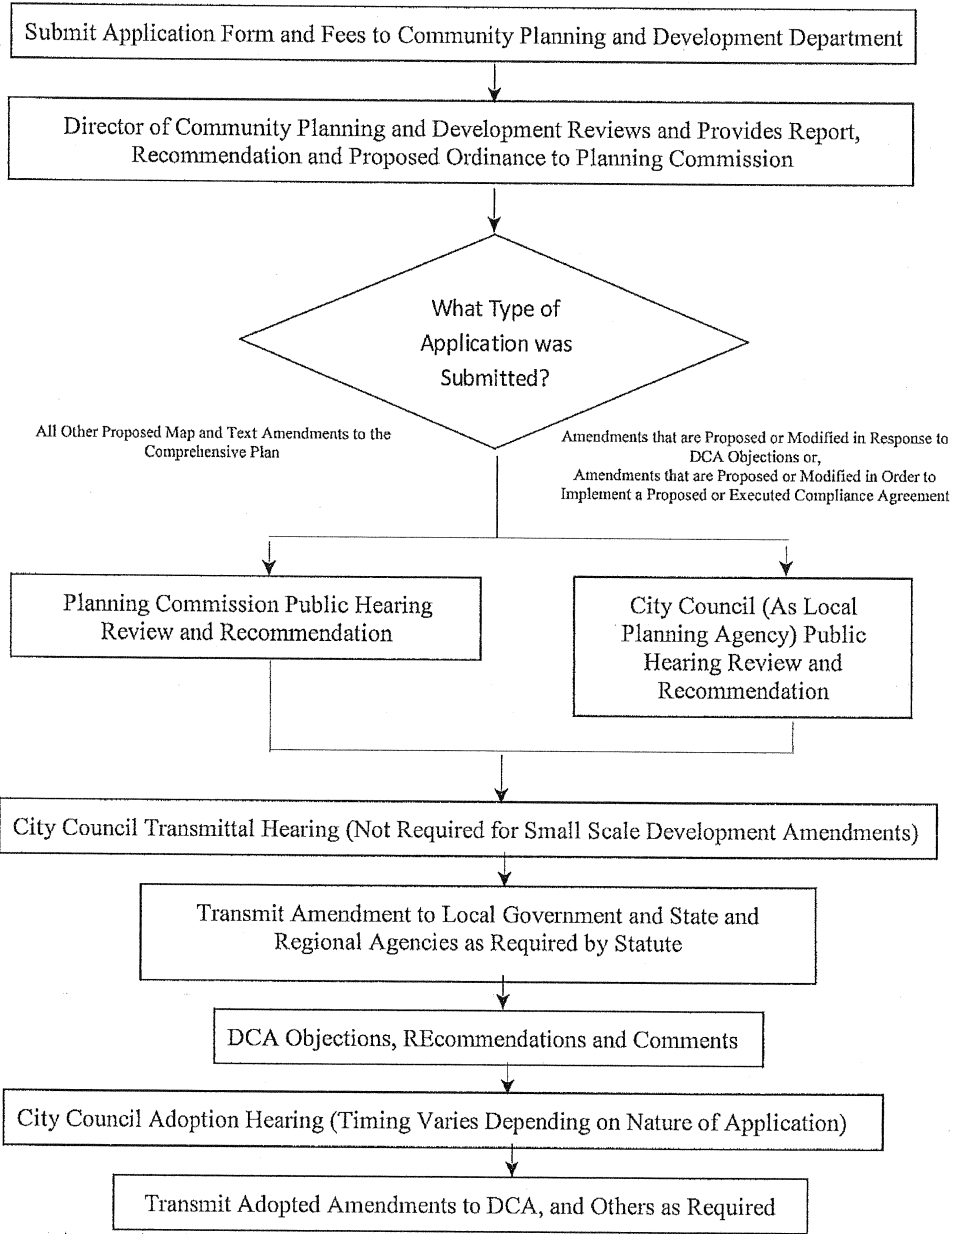 Submit Application Form and Fees to Community Planning and Development Department
Director of Community Planning and Development Reviews and Provides Report,
Recommendation and Proposed Ordinance to Planning Commission
What Type of
Application was
Submitted?
All Other Proposed Map and Text Amendments to the
Comprehensive Plan
Amendments that are Proposed or Modified in Response to
DCA Objections or,
Amendments that are Proposed or Modified in Order to
Implement a Proposed or Executed Compliance Agreement
Planning Commission Public Hearing
Review and Recommendation
City Council (As Local
Planning Agency) Public
Hearing Review and
Recommendation
City Council Transmittal Hearing (Not Required for Small Scale Development Amendments)
Transmit Amendment to Local Government and State and
Regional Agencies as Required by Statute
DCA Objections, REcommendations and Comments
City Council Adoption Hearing (Timing Varies Depending on Nature of Application)
Transmit Adopted Amendments to DCA, and Others as Required